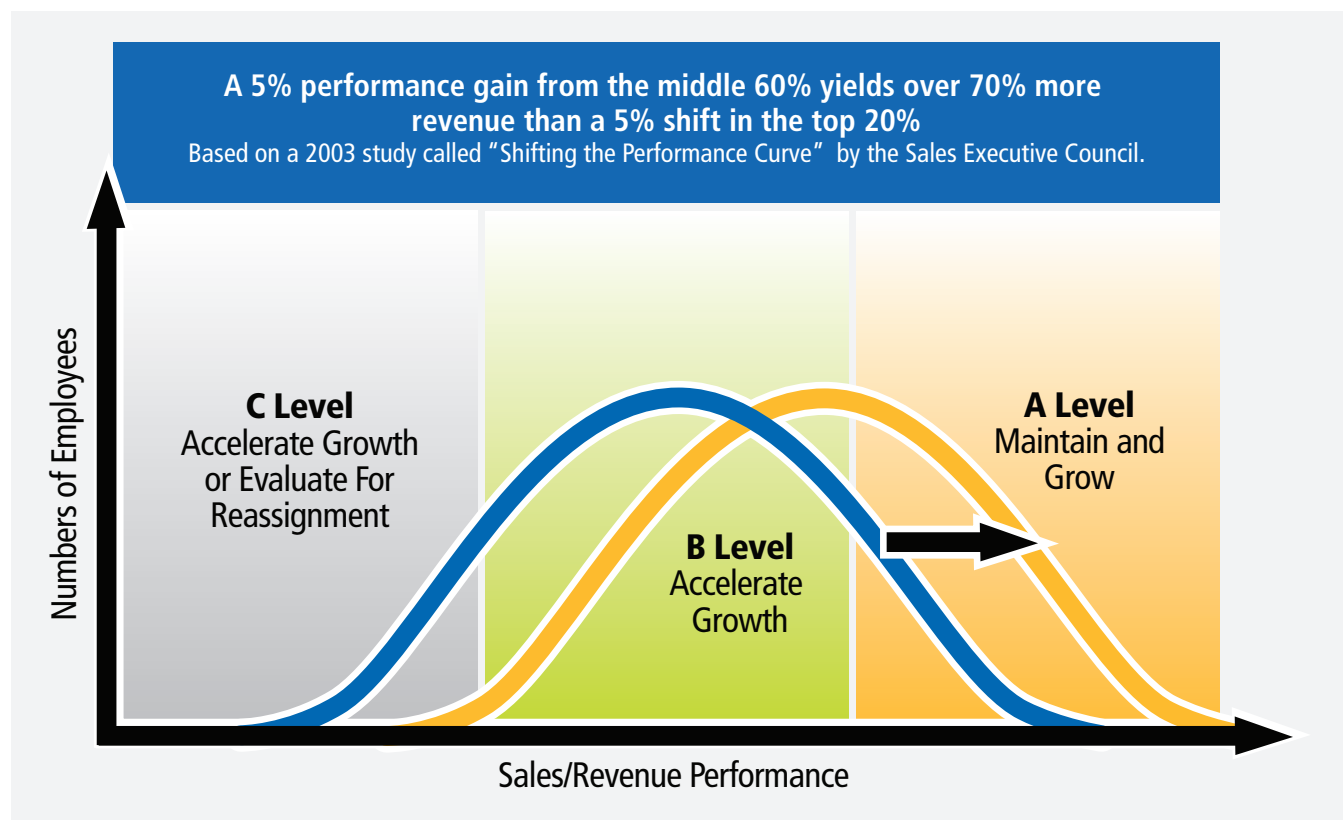 A 5% performance gain from the middle 60% yields over 70% more
revenue than a 5% shift in the top 20%
Based on a 2003 study called “Shifting the Performance Curve” by the Sales Executive Council.
Numbers of Employees
C Level
Accelerate Growth
or Evaluate For
Reassignment
B Level
Accelerate
Growth
A Level
Maintain and
Grow
Sales/Revenue Performance